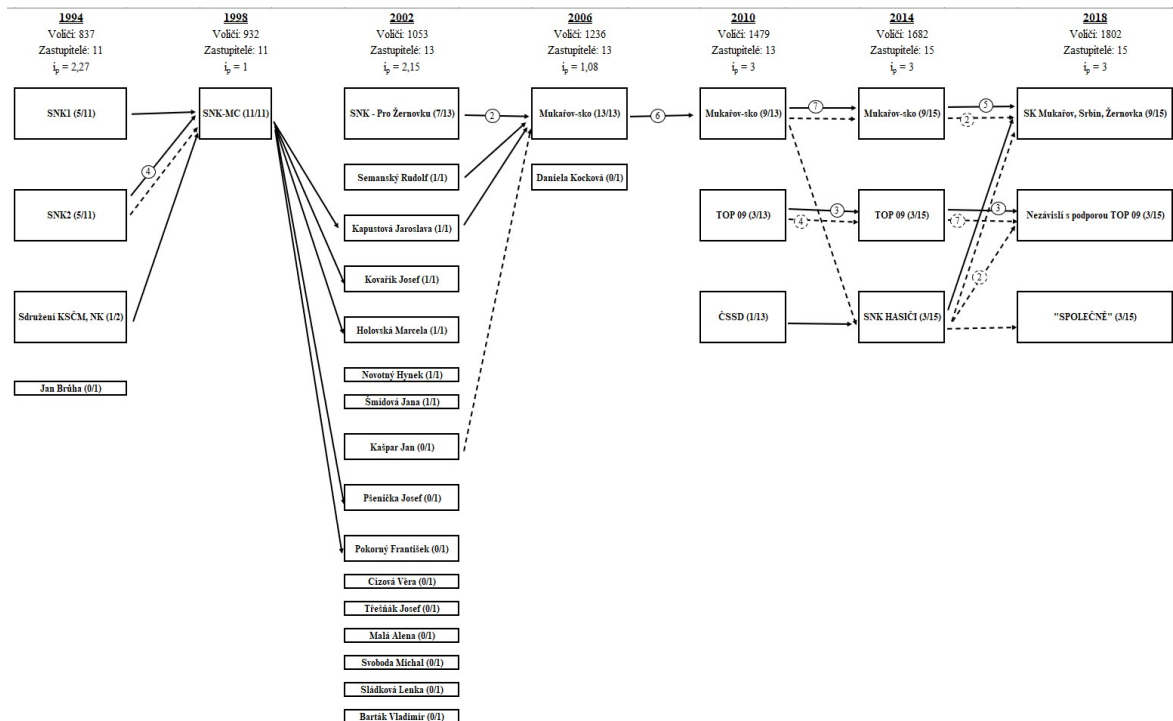 1994
Voliči: 837
Zastupitelé: 11
ip = 2,27
SNK1 (5/11)
4
SNK2 (5/11)
Sdružení KSČM, NK (1/2)
Jan Brůha (0/1)
1998
Voliči: 932
Zastupitelé: 11
ip = 1
SNK-MC (11/11)
2002
Voliči: 1053
Zastupitelé: 13
ip = 2,15
SNK - Pro Žernovku (7/13)
2
Semanský Rudolf (1/1)
Kapustová Jaroslava (1/1)
Kovařík Josef (1/1)
Holovská Marcela (1/1)
Novotný Hynek (1/1)
Šmídová Jana (1/1)
Kašpar Jan (0/1)
Pšenička Josef (0/1)
Pokorný František (0/1)
Cizová Věra (0/1)
Třešňák Josef (0/1)
Malá Alena (0/1)
Svoboda Michal (0/1)
Sládková Lenka (0/1)
Barták Vladimír (0/1)
2006
Voliči: 1236
Zastupitelé: 13
ip = 1,08
Mukařov-sko (13/13)
6
Daniela Kocková (0/1)
2010
Voliči: 1479
Zastupitelé: 13
ip = 3
Mukařov-sko (9/13)
7
TOP 09 (3/13)
3
4
ČSSD (1/13)
2014
Voliči: 1682
Zastupitelé: 15
ip = 3
Mukařov-sko (9/15)
5
2
TOP 09 (3/15)
3
7
2
SNK HASIČI (3/15)
2018
Voliči: 1802
Zastupitelé: 15
ip = 3
SK Mukařov, Srbín, Žernovka (9/15)
Nezávislí s podporou TOP 09 (3/15)
"SPOLEČNĚ" (3/15)